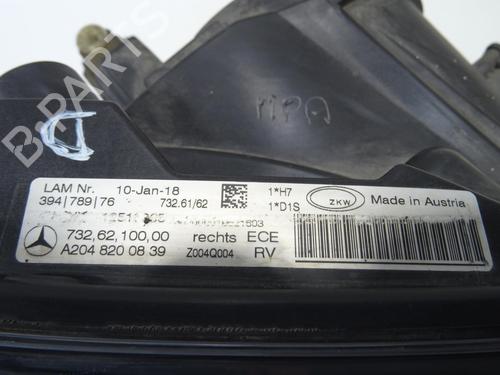 MPA
D
LAM Nr. 10-Jan-18 1*H7 ZKW Made in Austria
394|789|76 732.61/62 1*D1S
732,62,100,00 rechts ECE
A204 820 08 39 Z004Q004 RV